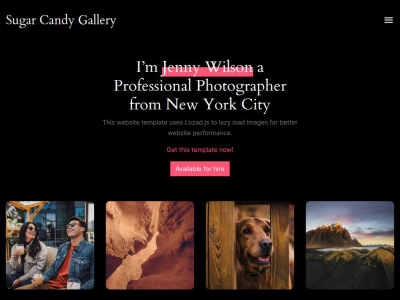 Sugar Candy Gallery
I'm Jenny Wilson a
Professional Photographer
from New York City
This website template uses Lozad.js to lazy load images for better
website performance.
Get this template now!
Available for hire